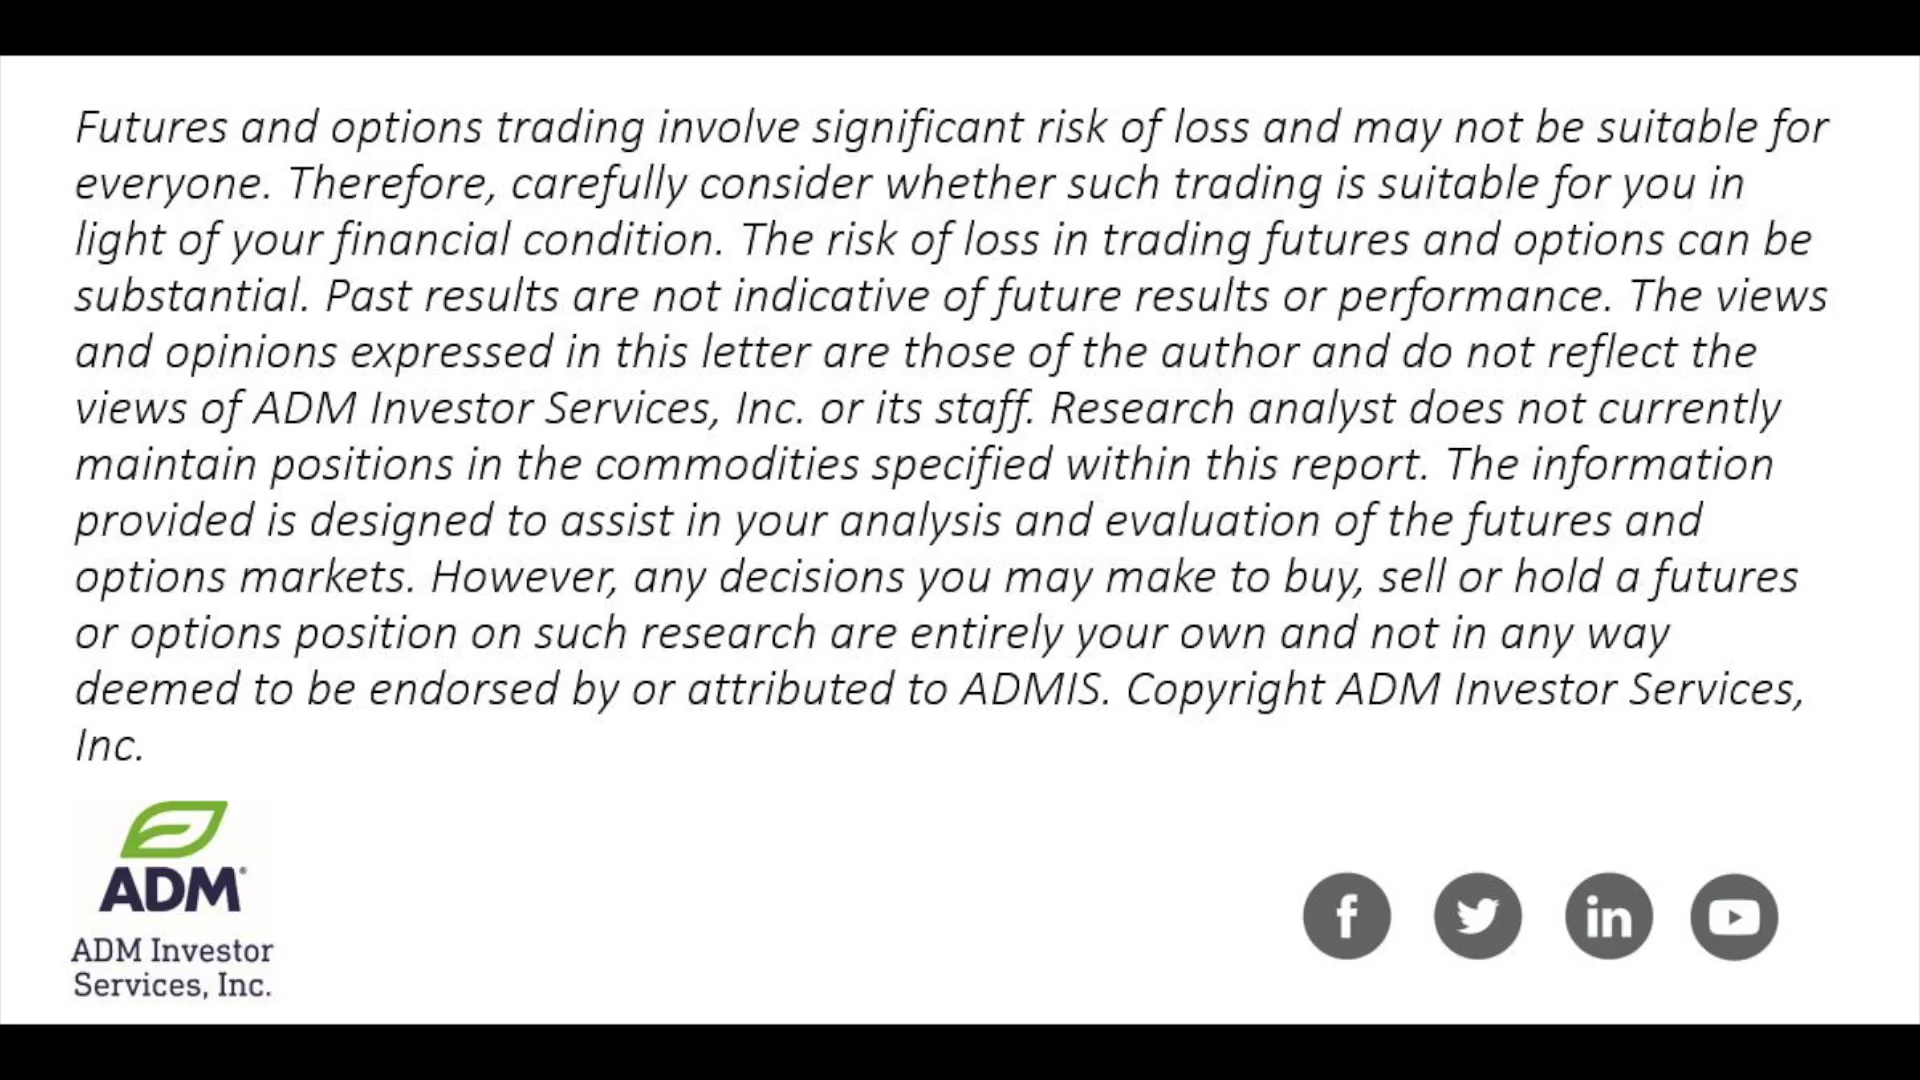 Futures and options trading involve significant risk of loss and may not be suitable for
everyone. Therefore, carefully consider whether such trading is suitable for you in
light of your financial condition. The risk of loss in trading futures and options can be
substantial. Past results are not indicative of future results or performance. The views
and opinions expressed in this letter are those of the author and do not reflect the
views of ADM Investor Services, Inc. or its staff. Research analyst does not currently
maintain positions in the commodities specified within this report. The information
provided is designed to assist in your analysis and evaluation of the futures and
options markets. However, any decisions you may make to buy, sell or hold a futures
or options position on such research are entirely your own and not in any way
deemed to be endorsed by or attributed to ADMIS. Copyright ADM Investor Services,
Inc.
ADM®
ADM Investor
Services, Inc.
f
in